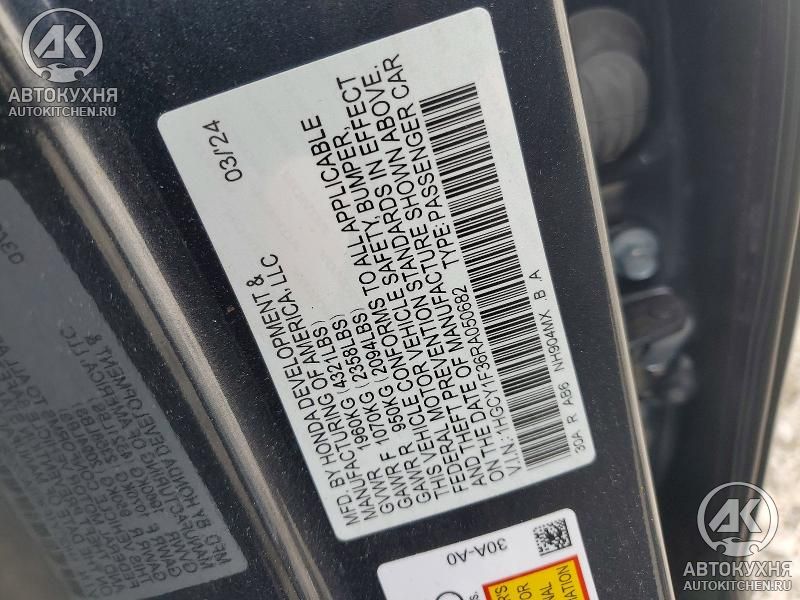 АК
АВТОКУХНЯ
AUTOKITCHEN.RU
03/24
MFD. BY HONDA DEVELOPMENT &
MANUFACTURING OF AMERICA, LLC
GVWR 1960KG (4321LBS)
GAWR F 1070KG (2358LBS)
GAWR R 950KG (2094LBS)
THIS VEHICLE CONFORMS TO ALL APPLICABLE
FEDERAL MOTOR VEHICLE SAFETY, BUMPER,
AND THEFT PREVENTION STANDARDS IN EFFECT
ON THE DATE OF MANUFACTURE SHOWN ABOVE.
V.I.N.:1HGCY1F36RA050682 TYPE:PASSENGER CAR
30A R AB6 NH904MX B .A
30A-A0
АК
АВТОКУХНЯ
AUTOKITCHEN.RU